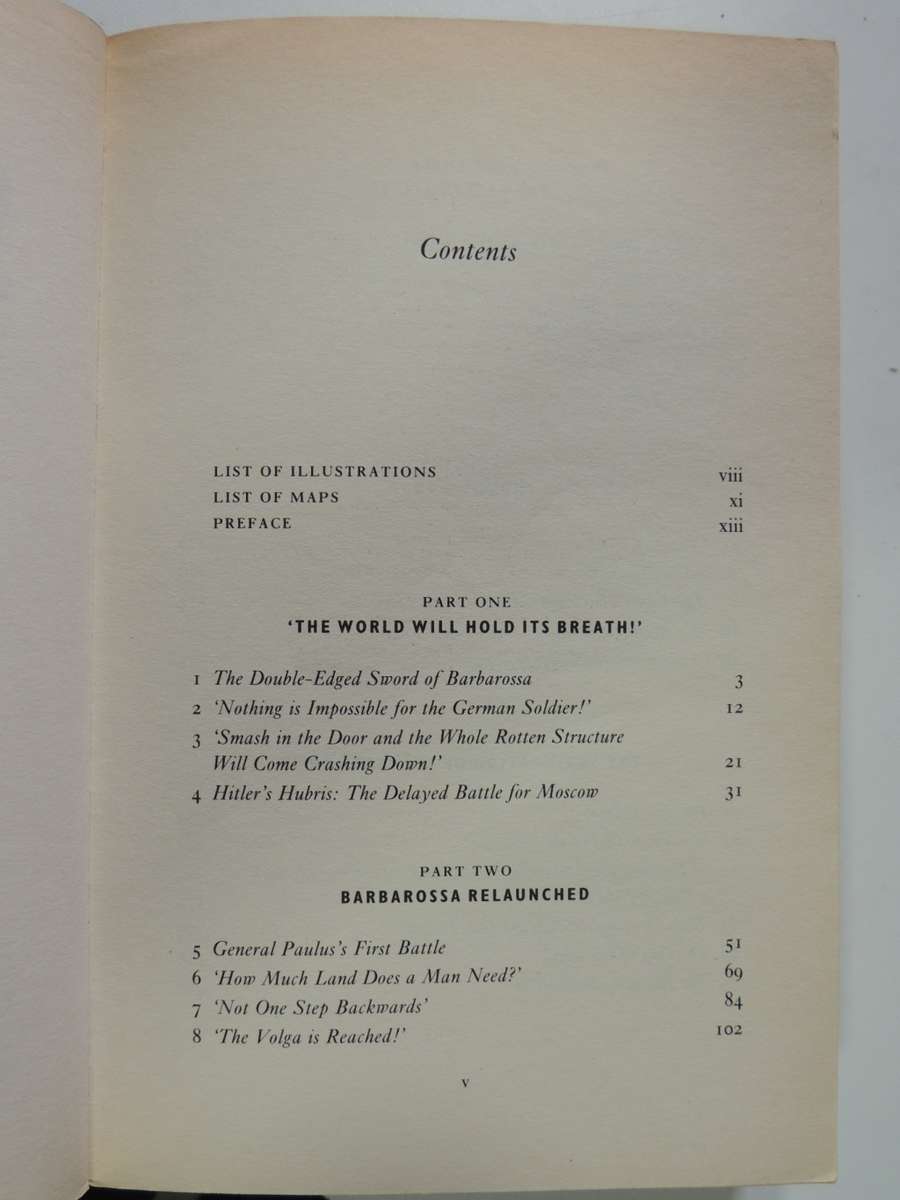 Contents
LIST OF ILLUSTRATIONS viii
LIST OF MAPS xi
PREFACE xiii
PART ONE
‘THE WORLD WILL HOLD ITS BREATH!’
1 The Double-Edged Sword of Barbarossa 3
2 ‘Nothing is Impossible for the German Soldier!’ 12
3 ‘Smash in the Door and the Whole Rotten Structure
Will Come Crashing Down!’ 21
4 Hitler’s Hubris: The Delayed Battle for Moscow 31
PART TWO
BARBAROSSA RELAUNCHED
5 General Paulus’s First Battle 51
6 ‘How Much Land Does a Man Need?’ 69
7 ‘Not One Step Backwards’ 84
8 ‘The Volga is Reached!’ 102
v